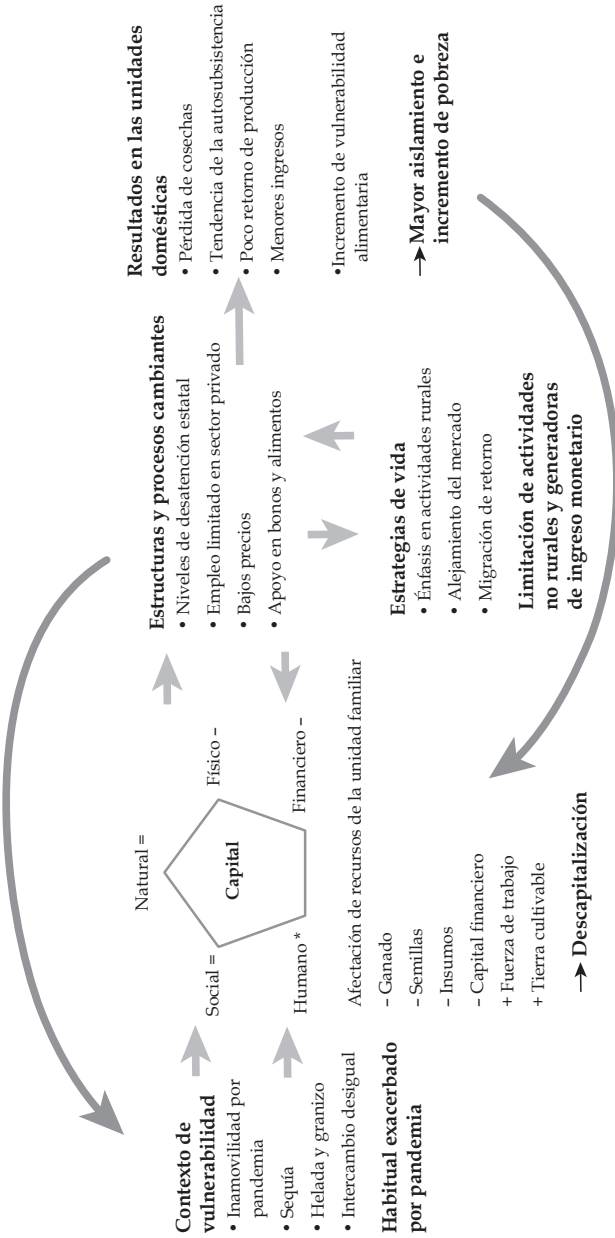 Contexto de
vulnerabilidad
• Inamovilidad por
pandemia
• Sequía
• Helada y granizo
• Intercambio desigual
Habitual exacerbado
por pandemia
Natural =
Social =
Físico –
Capital
Humano *
Financiero –
Afectación de recursos de la unidad familiar
– Ganado
– Semillas
– Insumos
– Capital financiero
+ Fuerza de trabajo
+ Tierra cultivable
→ Descapitalización
Estructuras y procesos cambiantes
• Niveles de desatención estatal
• Empleo limitado en sector privado
• Bajos precios
• Apoyo en bonos y alimentos
Estrategias de vida
• Énfasis en actividades rurales
• Alejamiento del mercado
• Migración de retorno
Limitación de actividades
no rurales y generadoras
de ingreso monetario
Resultados en las unidades
domésticas
• Pérdida de cosechas
• Tendencia de la autosubsistencia
• Poco retorno de producción
• Menores ingresos
•Incremento de vulnerabilidad
alimentaria
→ Mayor aislamiento e
incremento de pobreza